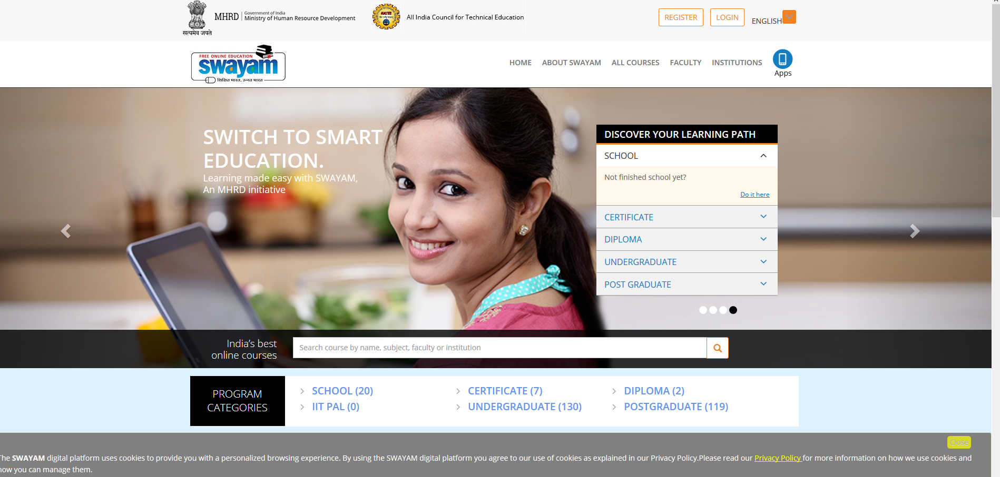 सत्यमेव जयते
MHRD
Government of India
Ministry of Human Resource Development
AICTE
All India Council for Technical Education
REGISTER
LOGIN
ENGLISH
FREE ONLINE EDUCATION
swayam
शिक्षित भारत, उन्नत भारत
HOME
ABOUT SWAYAM
ALL COURSES
FACULTY
INSTITUTIONS
Apps
SWITCH TO SMART
EDUCATION.
Learning made easy with SWAYAM,
An MHRD initiative
DISCOVER YOUR LEARNING PATH
SCHOOL
Not finished school yet?
Do it here
CERTIFICATE
DIPLOMA
UNDERGRADUATE
POST GRADUATE
India's best
online courses
Search course by name, subject, faculty or institution
PROGRAM
CATEGORIES
SCHOOL (20)
CERTIFICATE (7)
DIPLOMA (2)
IIT PAL (0)
UNDERGRADUATE (130)
POSTGRADUATE (119)
Close
The SWAYAM digital platform uses cookies to provide you with a personalized browsing experience. By using the SWAYAM digital platform you agree to our use of cookies as explained in our Privacy Policy.Please read our Privacy Policy for more information on how we use cookies and
how you can manage them.